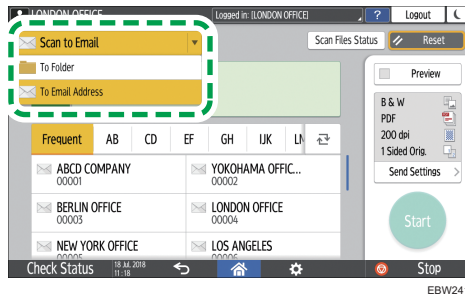 LONDON OFFICE
Logged in: [LONDON OFFICE]
?
Logout
Scan to Email
Scan Files Status
Reset
To Folder
To Email Address
Preview
B & W
PDF
200 dpi
1 Sided Orig.
Send Settings
Frequent
AB
CD
EF
GH
IJK
ABCD COMPANY
00001
YOKOHAMA OFFIC...
00002
BERLIN OFFICE
00003
LONDON OFFICE
00004
Start
NEW YORK OFFICE
LOS ANGELES
Check Status
18 Jul. 2018
11 : 18
Stop
EBW24